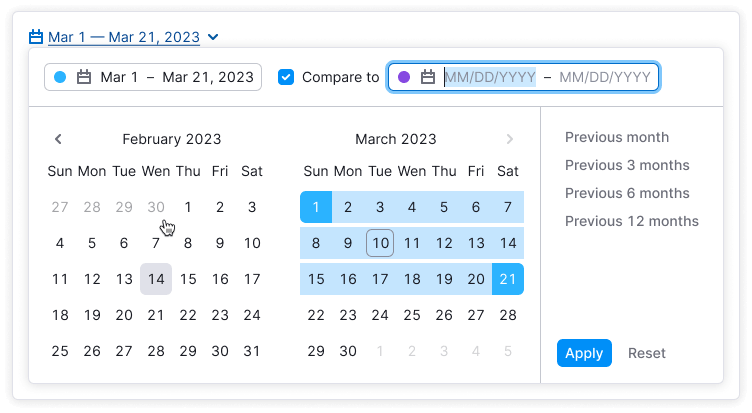 Mar 1 — Mar 21, 2023
Mar 1 – Mar 21, 2023 Compare to MM/DD/YYYY – MM/DD/YYYY
February 2023 March 2023
Sun Mon Tue Wen Thu Fri Sat Sun Mon Tue Wen Thu Fri Sat
27 28 29 30 1 2 3 1 2 3 4 5 6 7
4 5 6 7 8 9 10 8 9 10 11 12 13 14
11 12 13 14 15 16 17 15 16 17 18 19 20 21
18 19 20 21 22 23 24 22 23 24 25 26 27 28
25 26 27 28 29 30 31 29 30 1 2 3 4 5
Previous month
Previous 3 months
Previous 6 months
Previous 12 months
Apply Reset